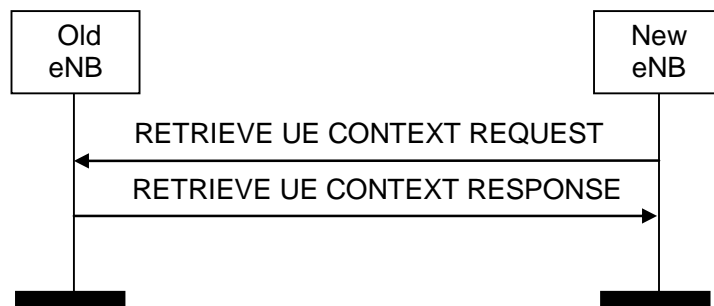 Old
eNB
New
eNB
RETRIEVE UE CONTEXT REQUEST
RETRIEVE UE CONTEXT RESPONSE